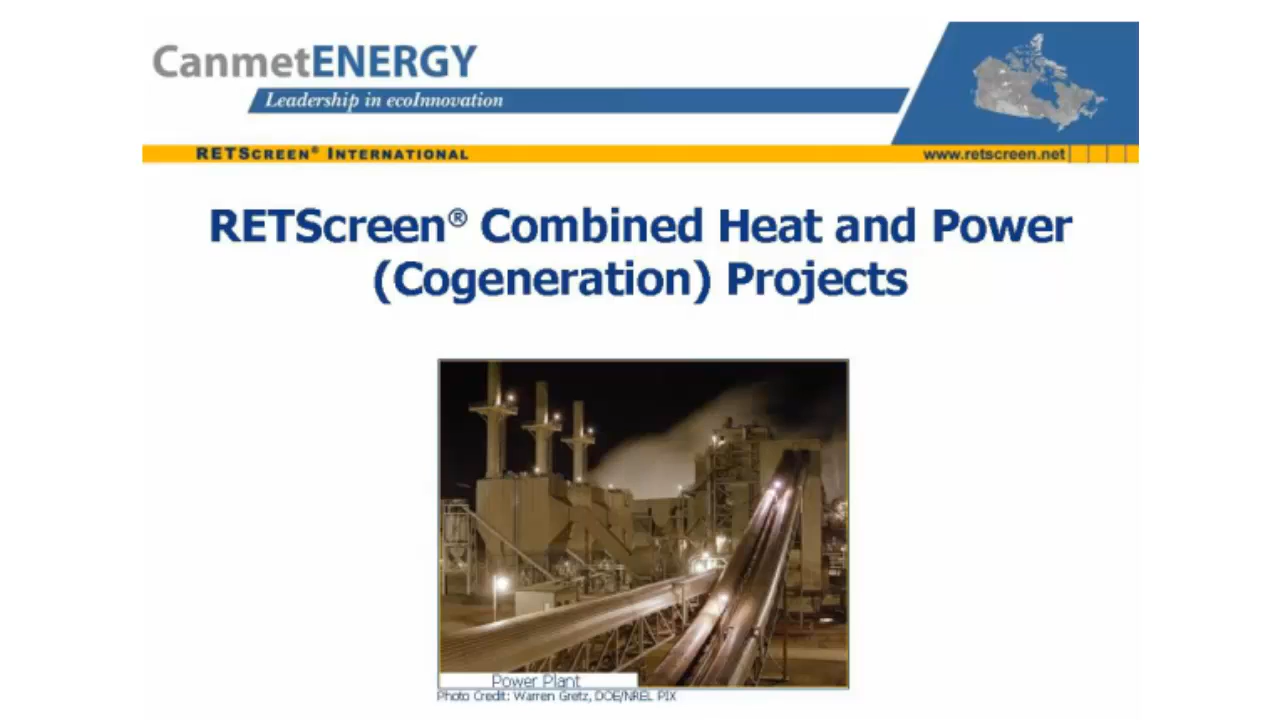 CanmetENERGY
Leadership in ecoInnovation
RETSCREEN® INTERNATIONAL
www.retscreen.net
RETScreen® Combined Heat and Power
(Cogeneration) Projects
Power Plant
Photo Credit: Warren Gretz, DOE/NREL PIX